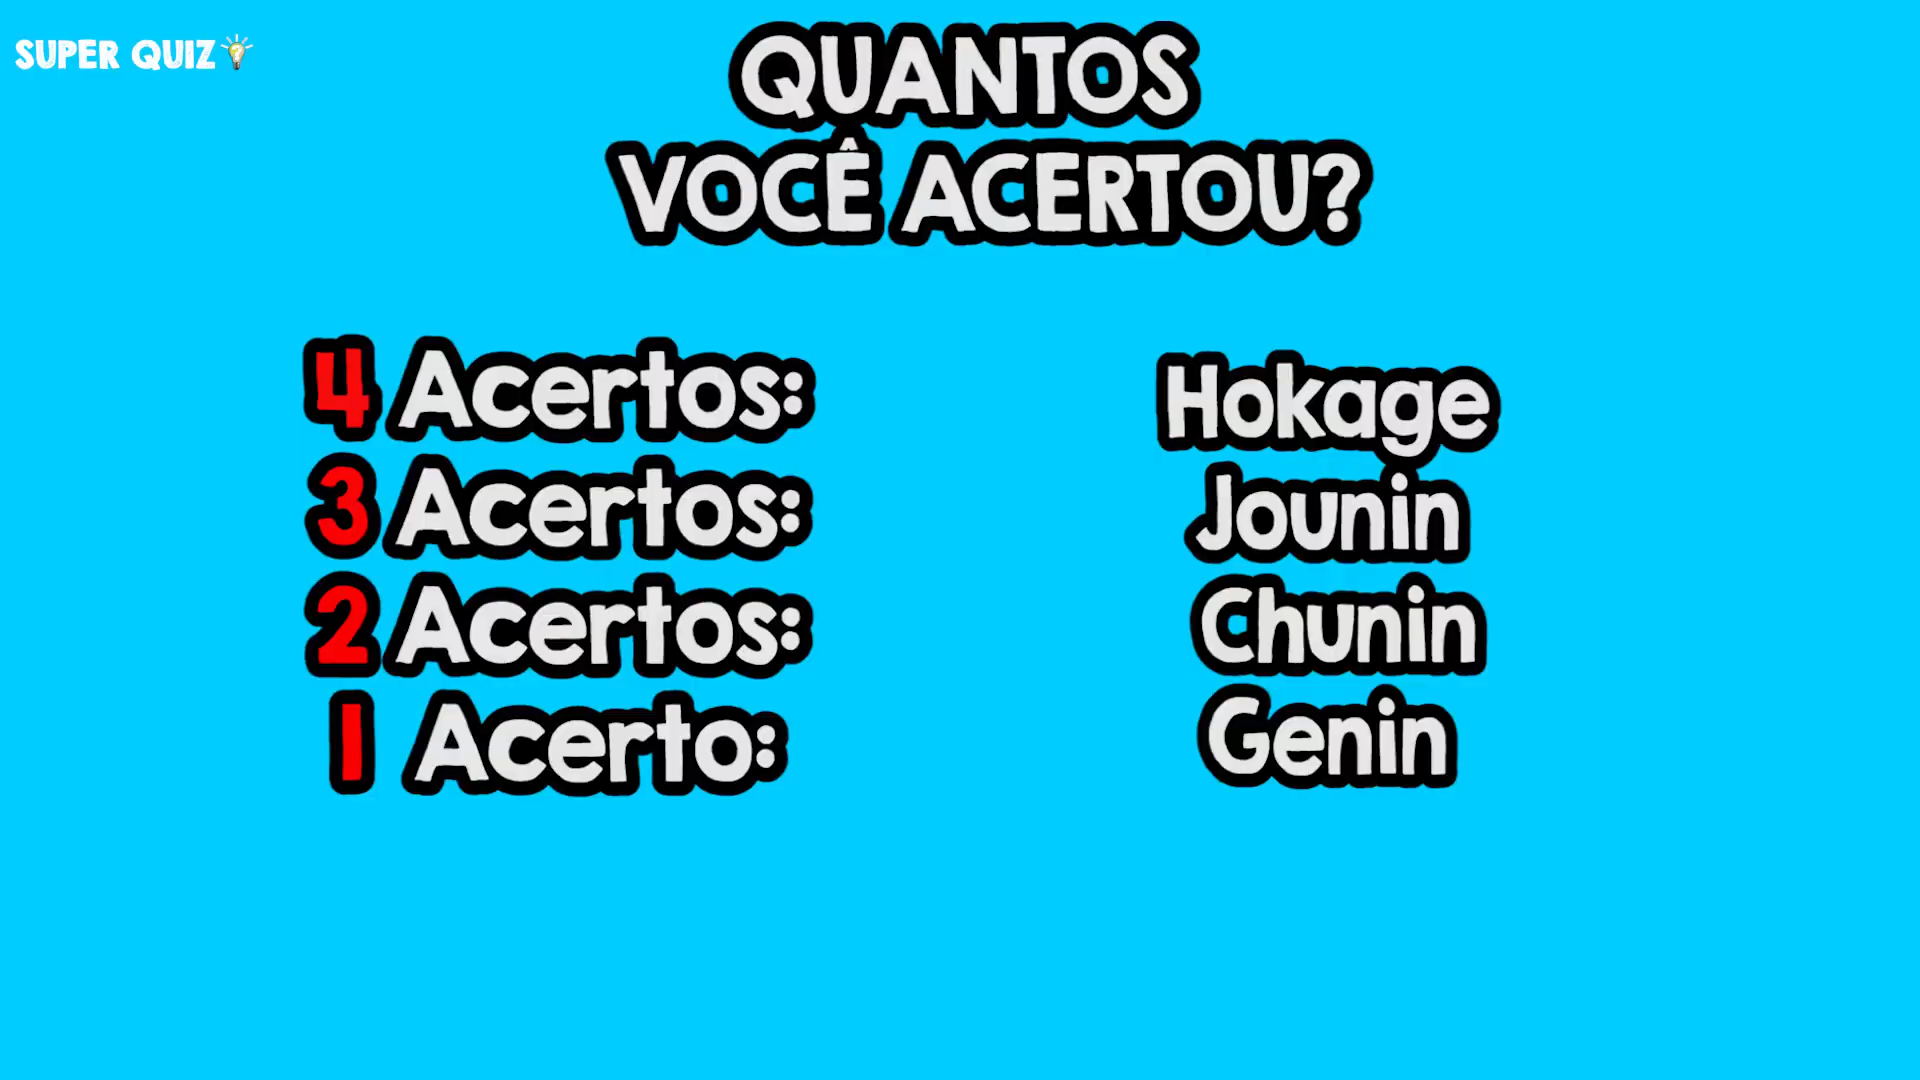 SUPER QUIZ
QUANTOS
VOCÊ ACERTOU?
4 Acertos: Hokage
3 Acertos: Jounin
2 Acertos: Chunin
1 Acerto: Genin